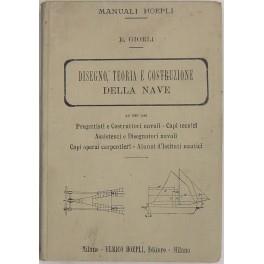 MANUALI HOEPLI
E. GIORLI
DISEGNO, TEORIA E COSTRUZIONE
DELLA NAVE
AD USO DEI
Progettisti e Costruttori navali - Capi tecnici
Assistenti e Disegnatori navali
Capi operai carpentieri - Alunni d'Istituti nautici
Milano - ULRICO HOEPLI, Editore - Milano